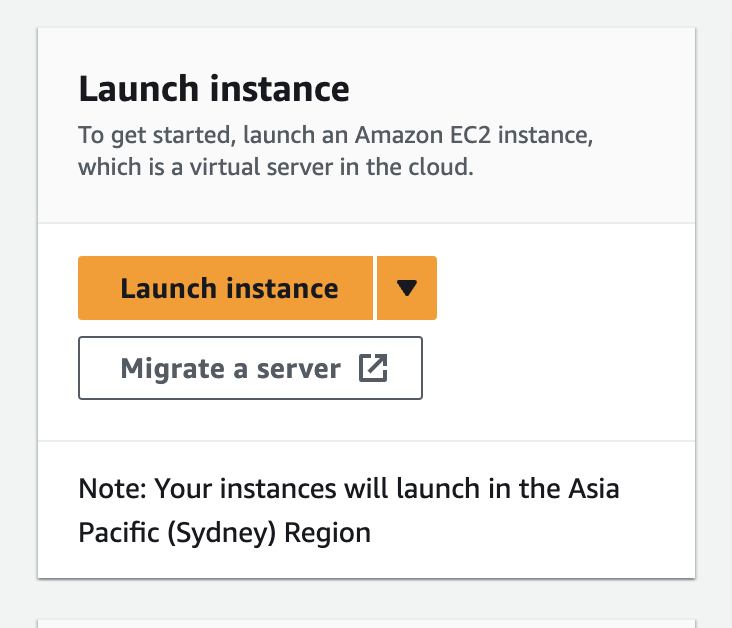 Launch instance
To get started, launch an Amazon EC2 instance,
which is a virtual server in the cloud.
Launch instance
Migrate a server
Note: Your instances will launch in the Asia
Pacific (Sydney) Region